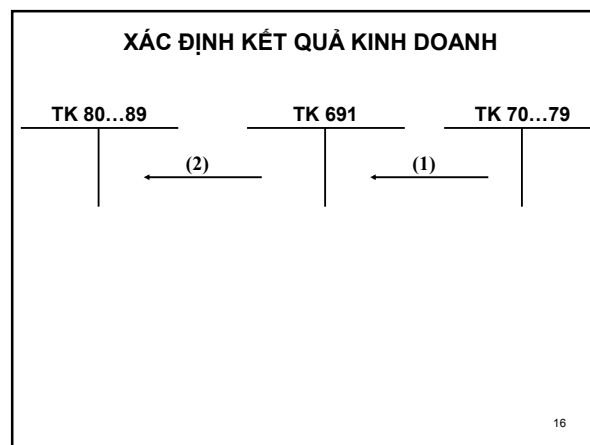 XÁC ĐỊNH KẾT QUẢ KINH DOANH
TK 80…89 TK 691 TK 70…79
(2) (1)
16